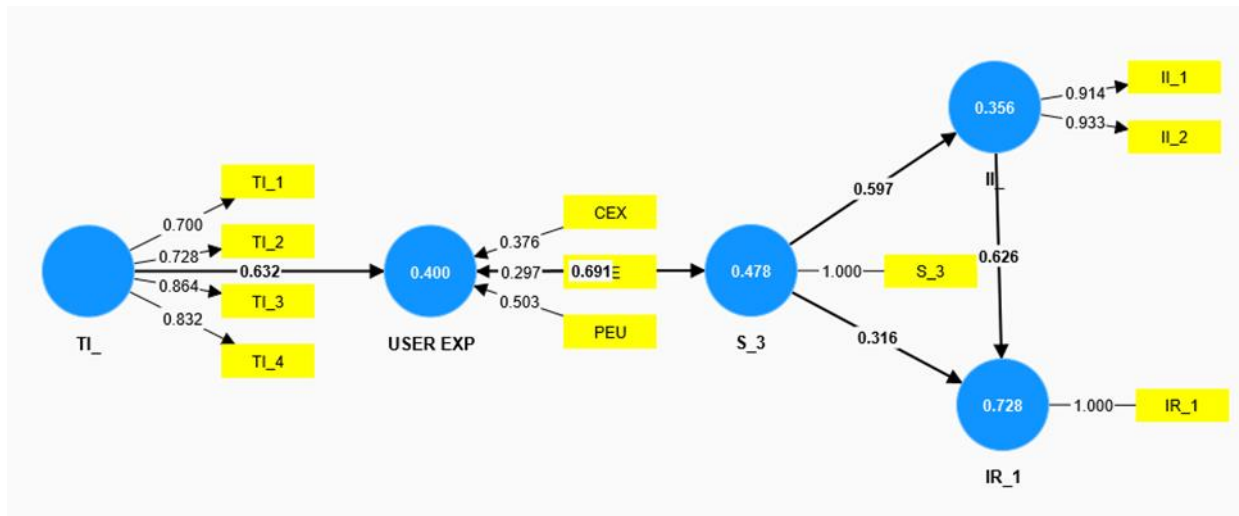 TI_1
0.700
TI_2
0.728
0.632
0.864
TI_3
0.832
TI_4
TI_
0.400
USER EXP
CEX
0.376
0.297
0.691
E
0.503
PEU
0.478
S_3
1.000
S_3
0.597
0.316
0.356
II_
0.914
II_1
0.933
II_2
0.626
0.728
IR_1
1.000
IR_1